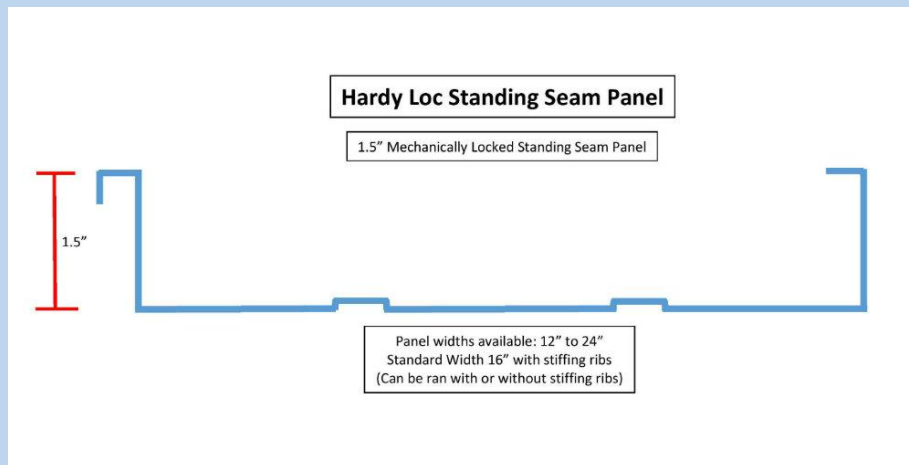 Hardy Loc Standing Seam Panel
1.5” Mechanically Locked Standing Seam Panel
1.5”
Panel widths available: 12” to 24”
Standard Width 16” with stiffing ribs
(Can be ran with or without stiffing ribs)